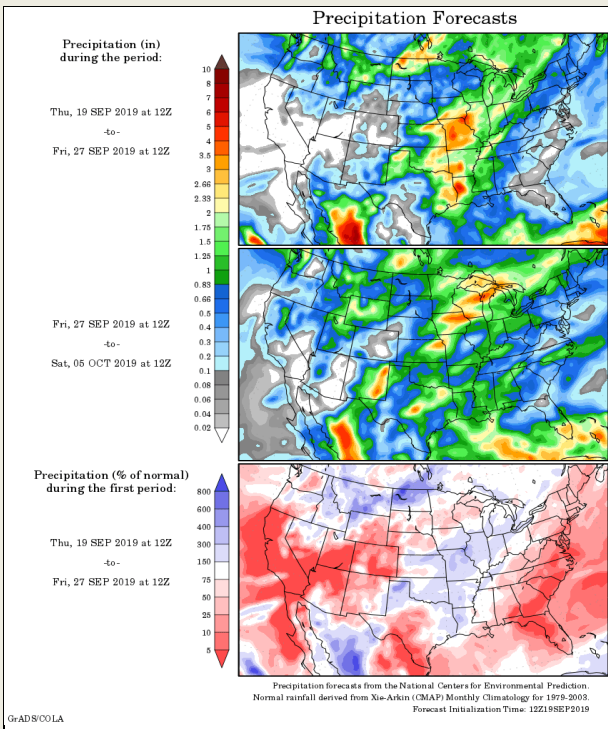 Precipitation Forecasts
Precipitation (in)
during the period:
Thu, 19 SEP 2019 at 12Z
-to-
Fri, 27 SEP 2019 at 12Z
10
8
7
6
5
4
3.5
3
2.66
2.33
2
1.75
1.5
1.25
1
0.83
0.66
0.5
0.4
0.3
0.2
0.1
0.08
0.06
0.04
0.02
Fri, 27 SEP 2019 at 12Z
-to-
Sat, 05 OCT 2019 at 12Z
Precipitation (% of normal)
during the first period:
Thu, 19 SEP 2019 at 12Z
-to-
Fri, 27 SEP 2019 at 12Z
800
600
400
300
150
75
50
25
10
5
Precipitation forecasts from the National Centers for Environmental Prediction.
Normal rainfall derived from Xie-Arkin (CMAP) Monthly Climatology for 1979-2003.
Forecast Initialization Time: 12Z19SEP2019
GrADS/COLA